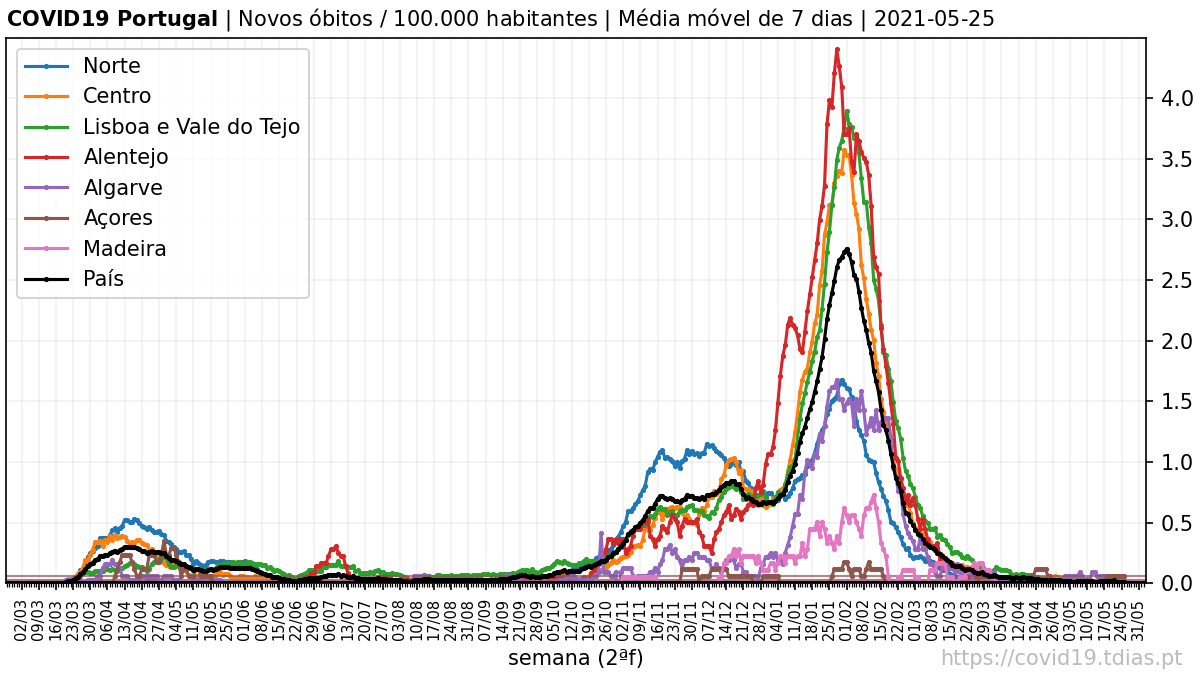 COVID19 Portugal | Novos óbitos / 100.000 habitantes | Média móvel de 7 dias | 2021-05-25
Norte
Centro
Lisboa e Vale do Tejo
Alentejo
Algarve
Açores
Madeira
País
4.0
3.5
3.0
2.5
2.0
1.5
1.0
0.5
0.0
02/03 09/03 16/03 23/03 30/03 06/04 13/04 20/04 27/04 04/05 11/05 18/05 25/05 01/06 08/06 15/06 22/06 29/06 06/07 13/07 20/07 27/07 03/08 10/08 17/08 24/08 31/08 07/09 14/09 21/09 28/09 05/10 12/10 19/10 26/10 02/11 09/11 16/11 23/11 30/11 07/12 14/12 21/12 28/12 04/01 11/01 18/01 25/01 01/02 08/02 15/02 22/02 01/03 08/03 15/03 22/03 29/03 05/04 12/04 19/04 26/04 03/05 10/05 17/05 24/05 31/05
semana (2ªf)
https://covid19.tdias.pt